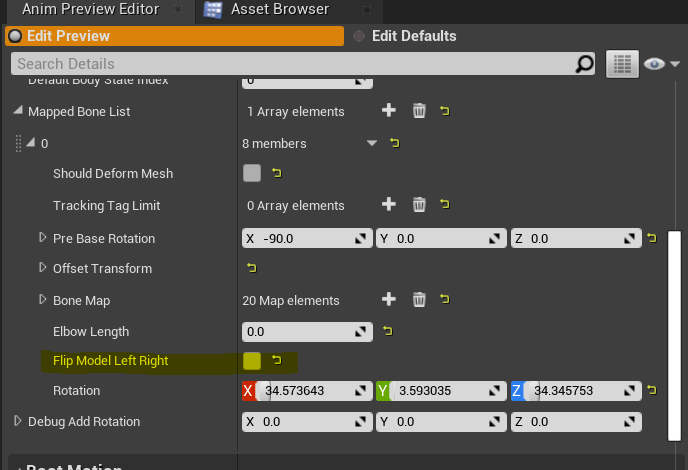 Anim Preview Editor Asset Browser
Edit Preview Edit Defaults
Search Details
Default Body State Index 0
Mapped Bone List 1 Array elements
0 8 members
Should Deform Mesh
Tracking Tag Limit 0 Array elements
Pre Base Rotation X -90.0 Y 0.0 Z 0.0
Offset Transform
Bone Map 20 Map elements
Elbow Length 0.0
Flip Model Left Right
Rotation X 34.573643 Y 3.593035 Z 34.345753
Debug Add Rotation X 0.0 Y 0.0 Z 0.0
Root Motion